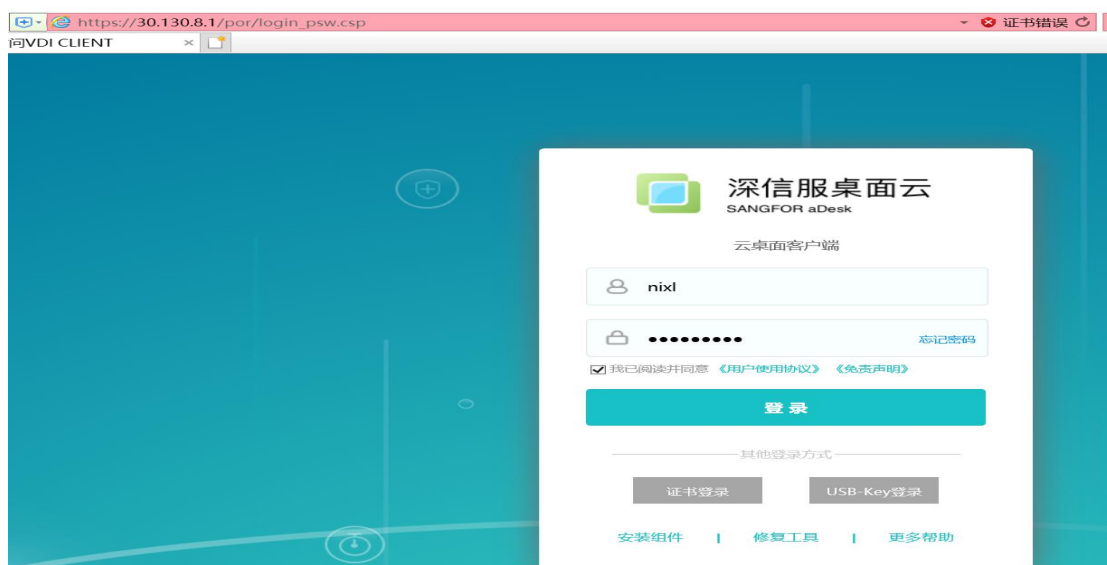 https://30.130.8.1/por/login_psw.csp 证书错误
问VDI CLIENT
深信服桌面云
SANGFOR aDesk
云桌面客户端
nixl
●●●●●●●●● 忘记密码
我已阅读并同意 《用户使用协议》 《免责声明》
登录
其他登录方式
证书登录 USB-Key登录
安装组件 | 修复工具 | 更多帮助